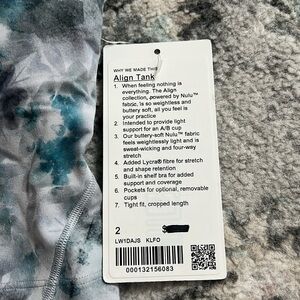 WHY WE MADE THIS
Align Tank
1. When feeling nothing is
everything. The Align
collection, powered by Nulu™
fabric, is so weightless and
buttery soft, all you feel is
your practice
2. Intended to provide light
support for an A/B cup
3. Our buttery-soft Nulu™ fabric
feels weightlessly light and is
sweat-wicking and four-way
stretch
4. Added Lycra® fibre for stretch
and shape retention
5. Built-in shelf bra for added
support and coverage
6. Pockets for optional, removable
cups
7. Tight fit, cropped length
2 $
LW1DAJS KLFO
000132156083